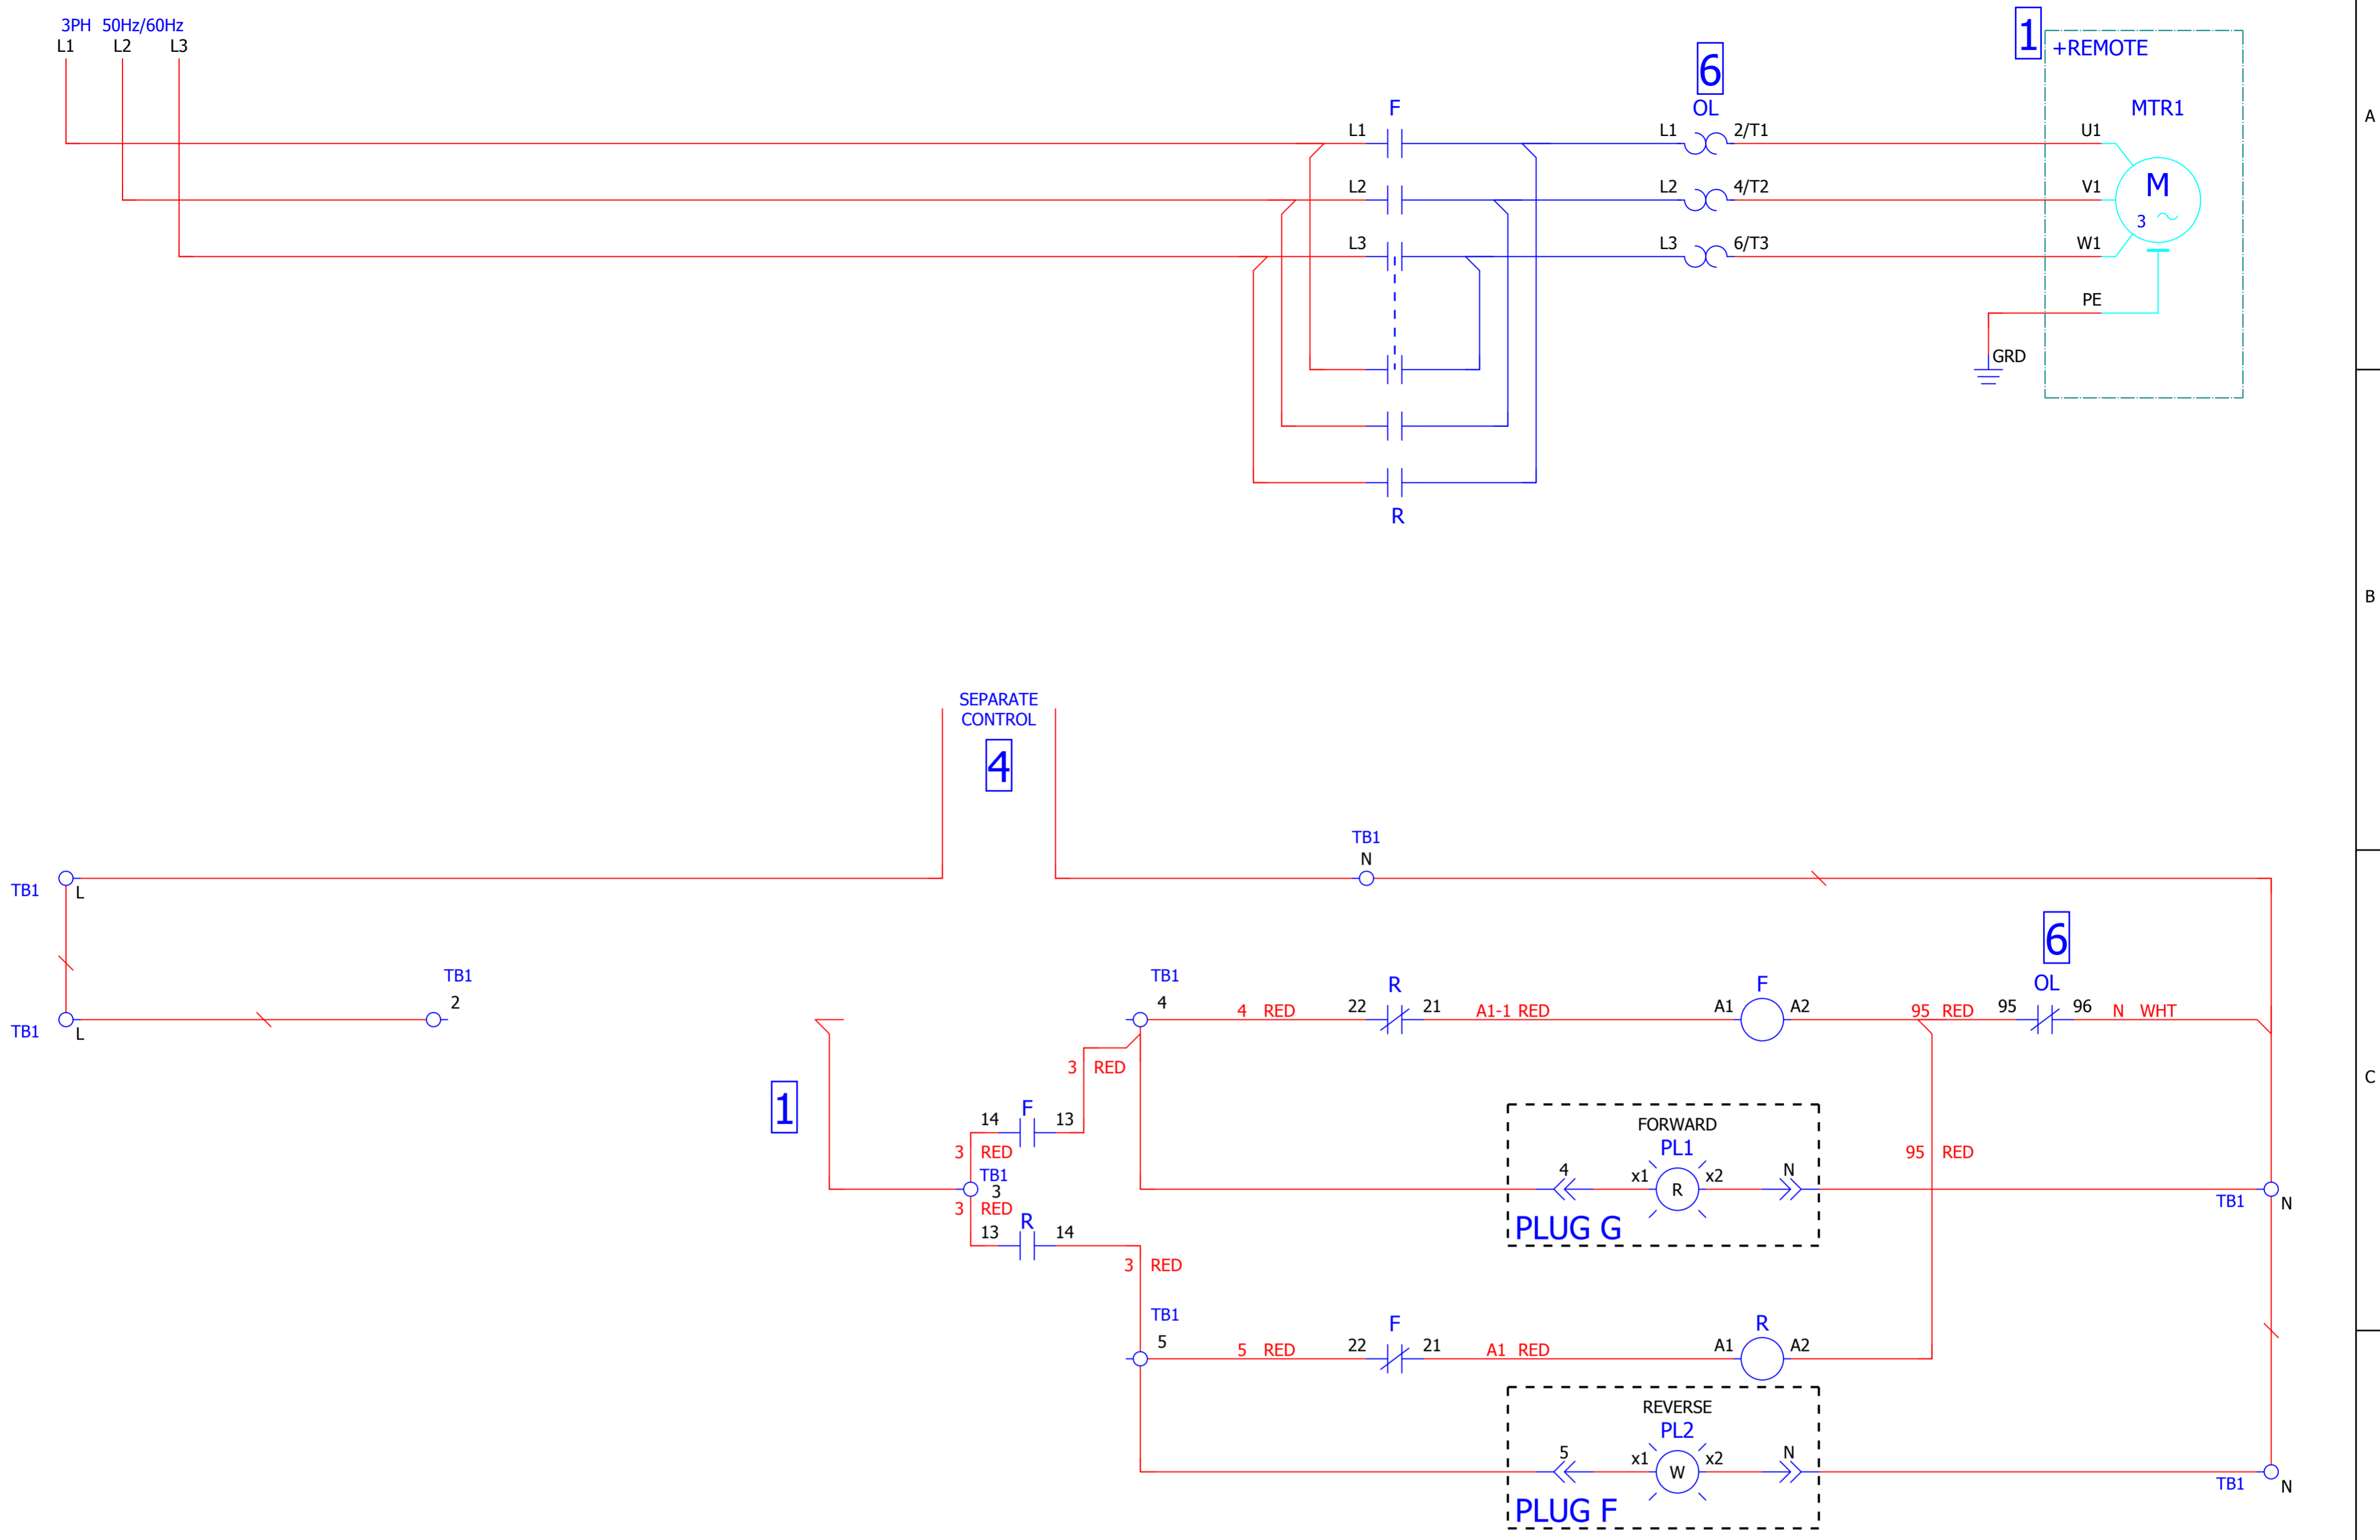 3PH 50Hz/60Hz
L1 L2 L3
1
+REMOTE
6
F
OL
MTR1
A
L1
L1 2/T1
U1
L2
L2 4/T2
V1
M
3
L3
L3 6/T3
W1
PE
GRD
R
B
SEPARATE
CONTROL
4
TB1
N
TB1
L
6
TB1
2
TB1
4
R
F
OL
4 RED
22 21
A1-1 RED
A1 A2
95 RED
95 96
N WHT
TB1
L
3 RED
C
1
F
14 13
3 RED
TB1
3
3 RED
R
13 14
3 RED
FORWARD
PL1
4
x1 R x2
N
PLUG G
95 RED
TB1
N
TB1
5
F
R
5 RED
22 21
A1 RED
A1 A2
REVERSE
PL2
5
x1 W x2
N
PLUG F
TB1
N